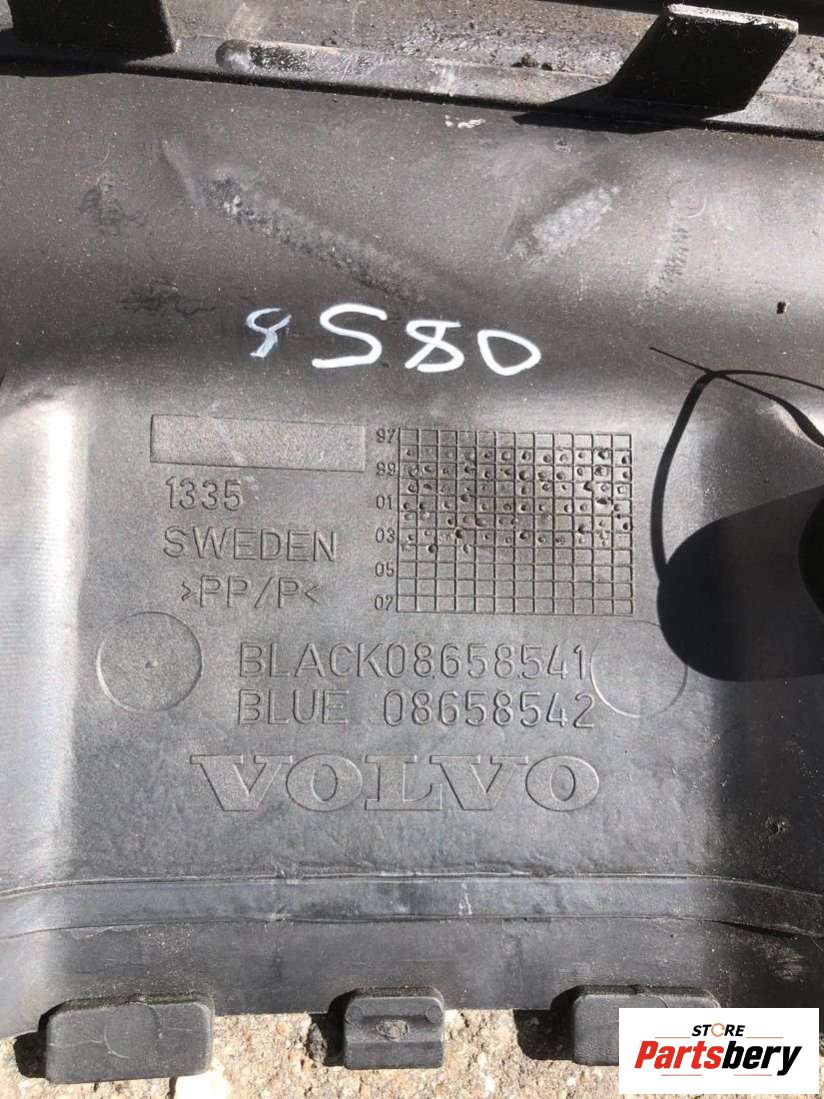 S80
97
99
01
03
05
07
1335
SWEDEN
>PP/P<
BLACK08658541
BLUE 08658542
VOLVO
STORE
Partsbery